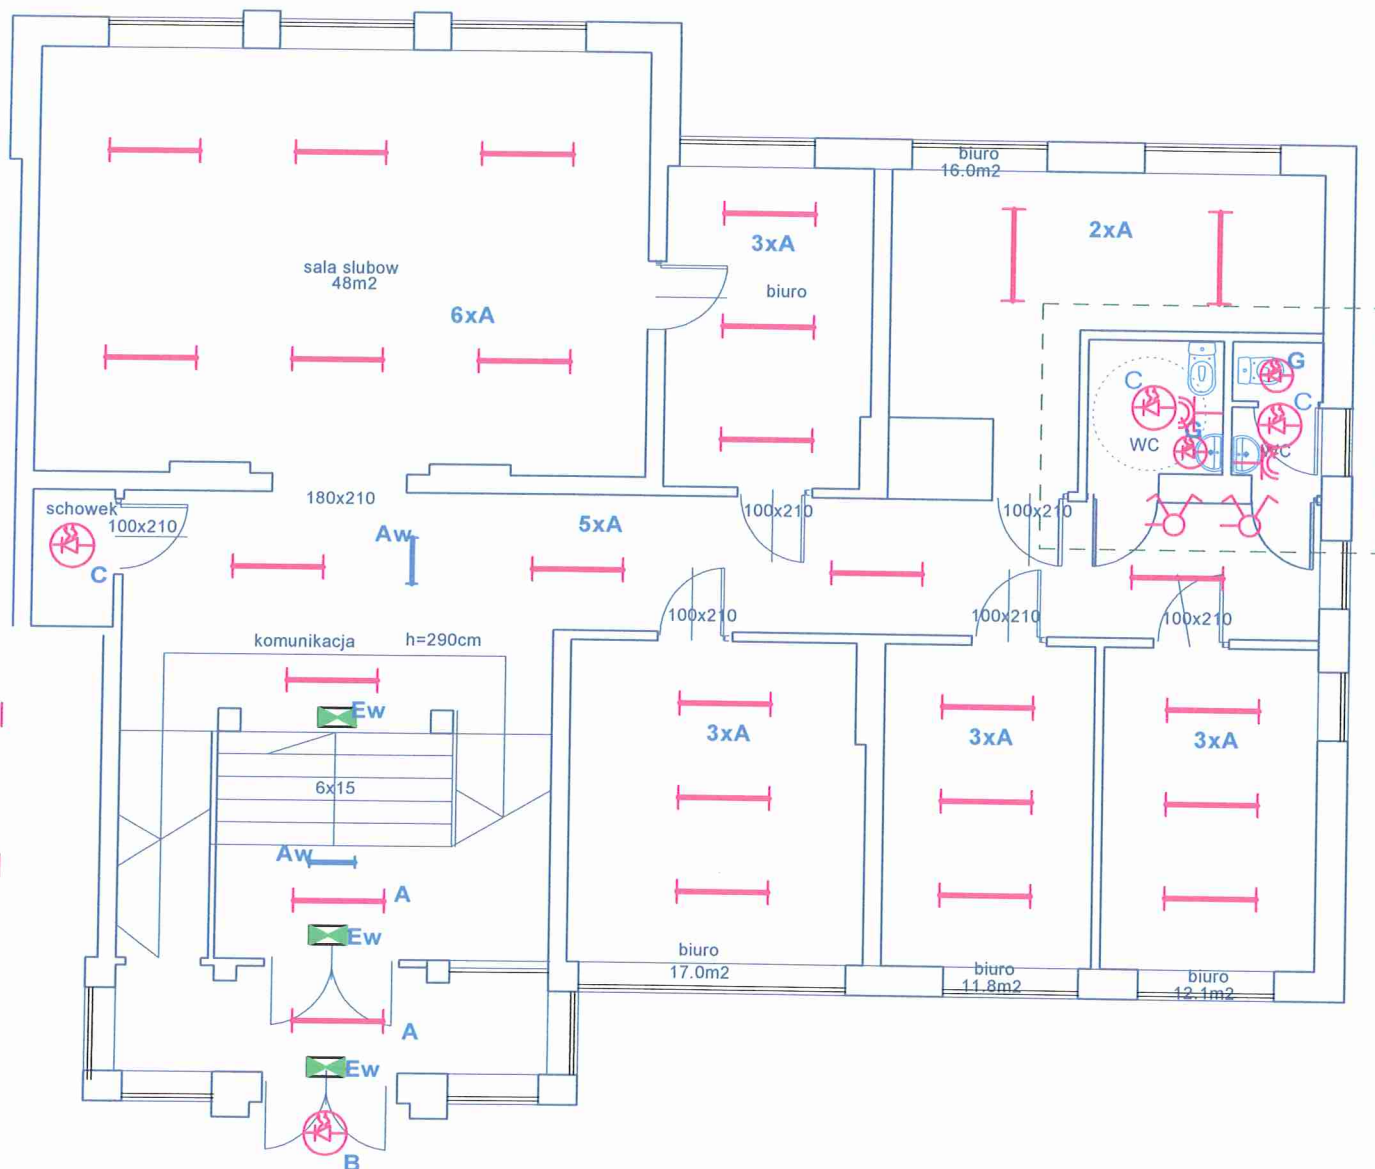 biuro
16.0m2
2xA
3xA
biuro
sala slubow
48m2
6xA
G
C
C
WC
G
WC
180x210
schowek
100x210
C
Aw
5xA
100x210
100x210
100x210
100x210
100x210
komunikacja
h=290cm
Ew
6x15
3xA
3xA
3xA
Aw
A
Ew
biuro
17.0m2
biuro
11.8m2
biuro
12.1m2
A
Ew
B